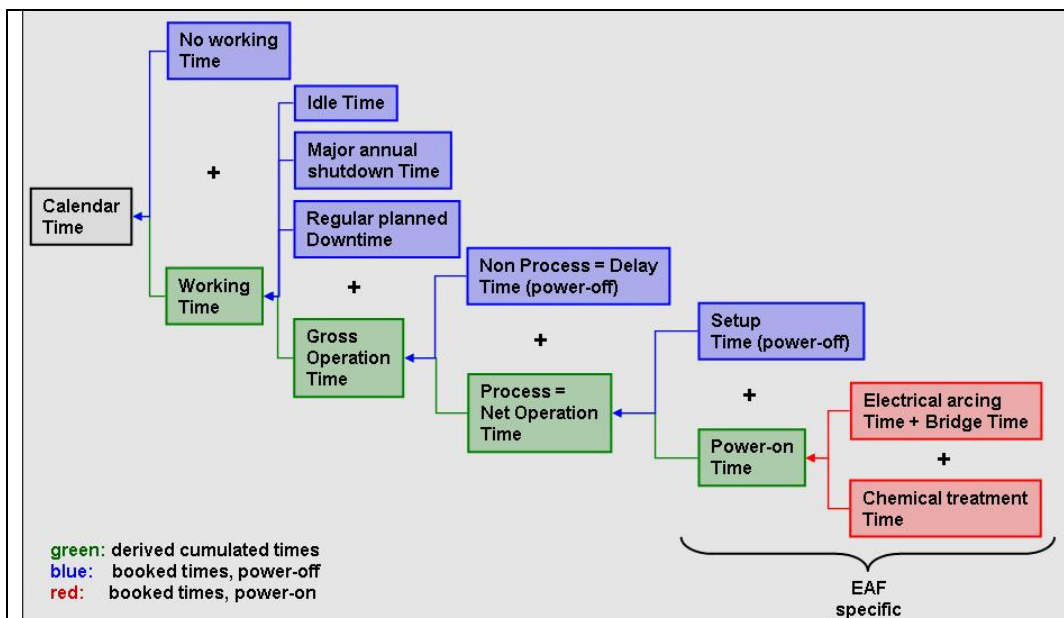 No working
Time
Idle Time
Major annual
shutdown Time
+
Calendar
Time
Regular planned
Downtime
Non Process = Delay
Time (power-off)
Working
Time
+
Setup
Time (power-off)
Gross
Operation
Time
+
Process =
Net Operation
Time
+
Electrical arcing
Time + Bridge Time
Power-on
Time
+
Chemical treatment
Time
green: derived cumulated times
blue: booked times, power-off
red: booked times, power-on
EAF
specific